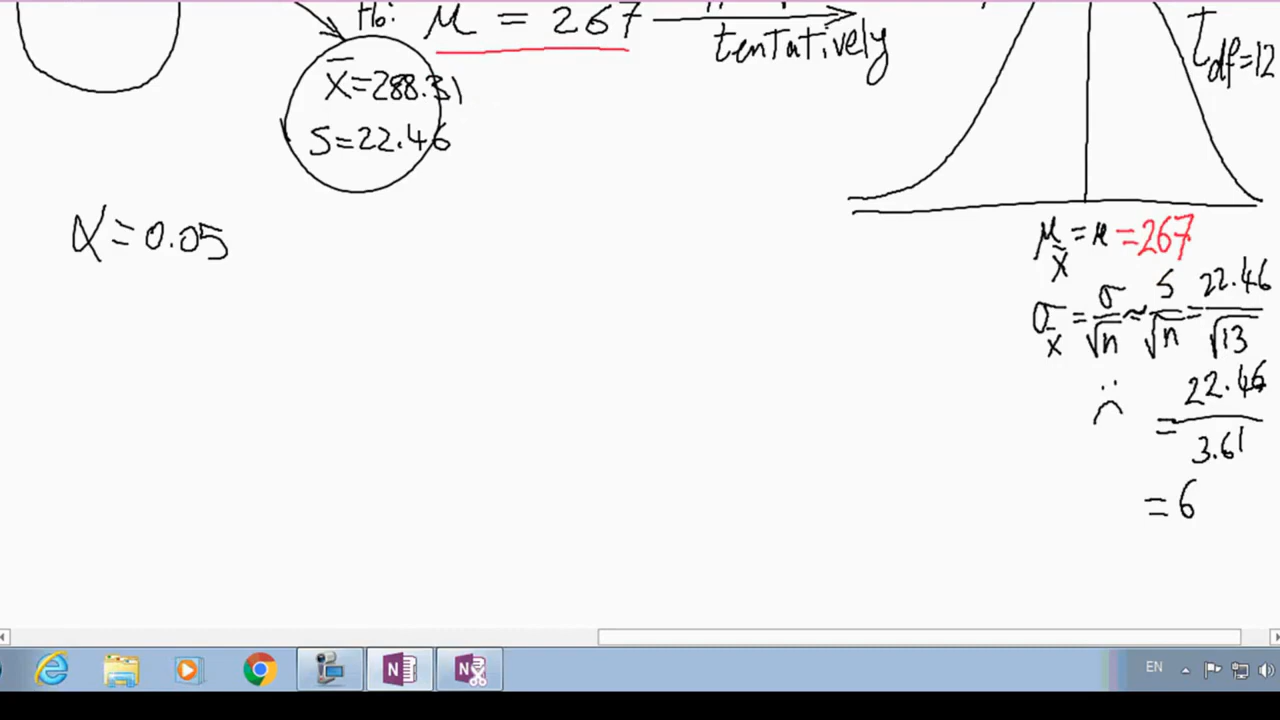 H₀: μ = 267
tentatively
t df=12
x̄=288.31
S=22.46
α=0.05
μx̄ = μ =267
σx̄ = σ/√n ≈ S/√n = 22.46/√13
= 22.46/3.61
= 6
EN